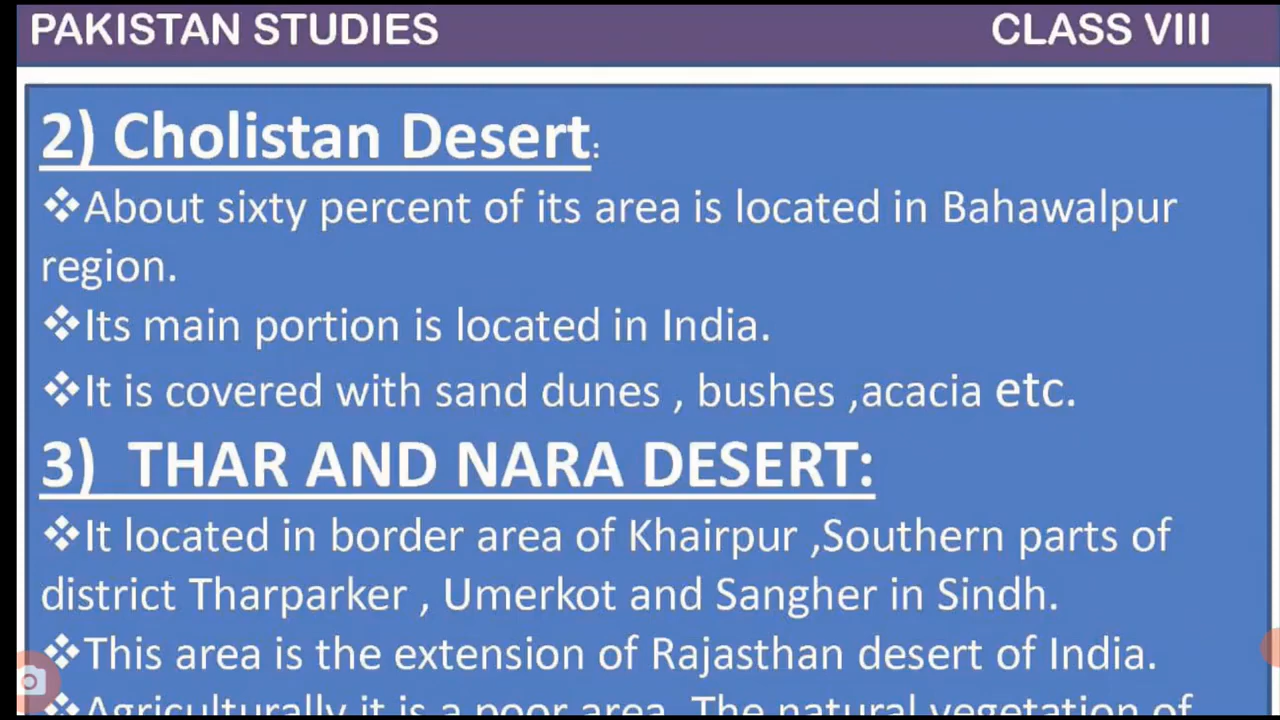 PAKISTAN STUDIES CLASS VIII
2) Cholistan Desert:
❖About sixty percent of its area is located in Bahawalpur
region.
❖Its main portion is located in India.
❖It is covered with sand dunes , bushes ,acacia etc.
3) THAR AND NARA DESERT:
❖It located in border area of Khairpur ,Southern parts of
district Tharparker , Umerkot and Sangher in Sindh.
❖This area is the extension of Rajasthan desert of India.
❖Agriculturally it is a poor area. The natural vegetation of